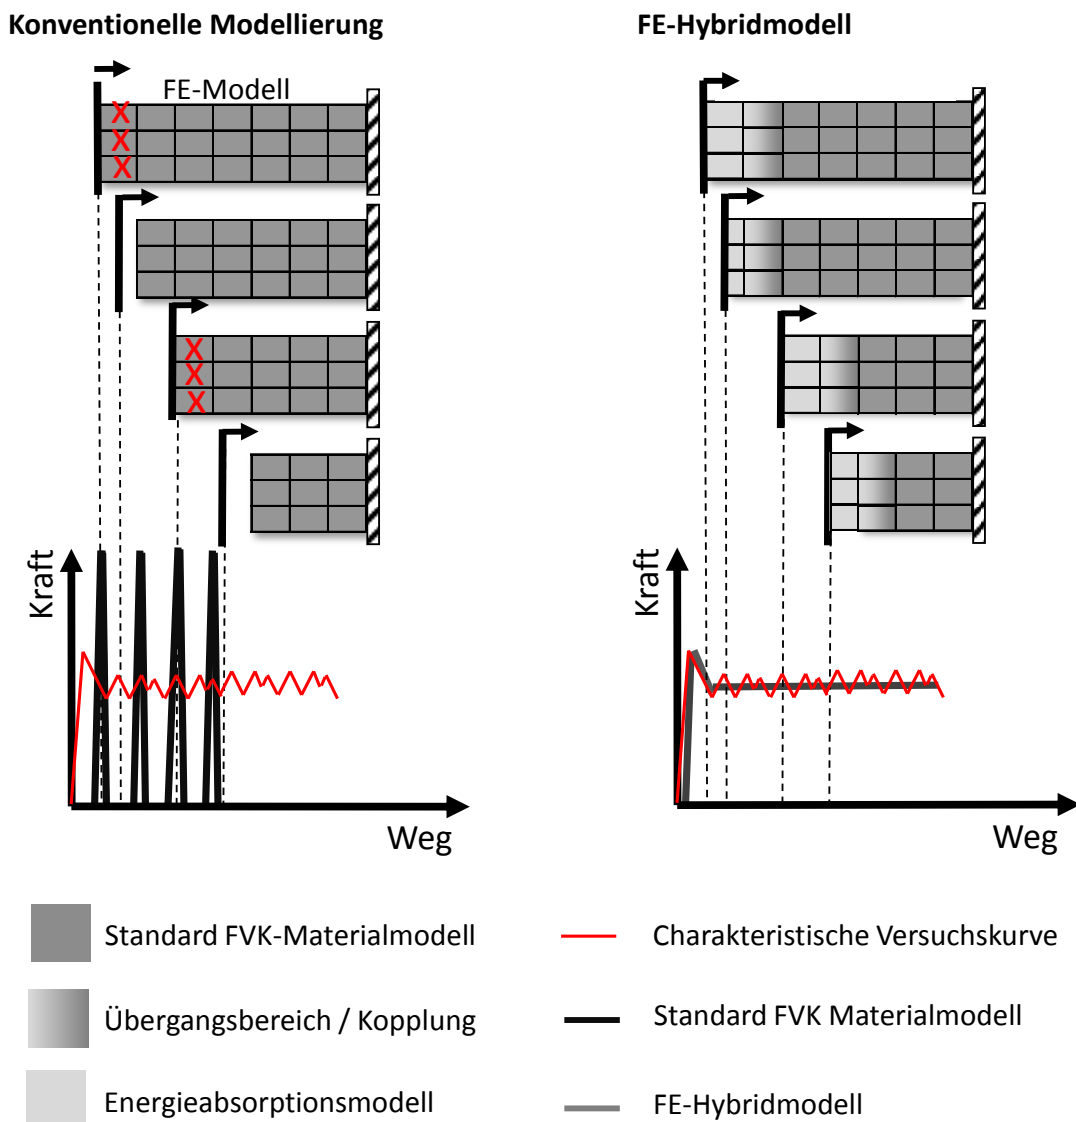 Konventionelle Modellierung
FE-Hybridmodell
FE-Modell
X
X
X
X
X
X
Kraft
Weg
Kraft
Weg
Standard FVK-Materialmodell
Charakteristische Versuchskurve
Übergangsbereich / Kopplung
Standard FVK Materialmodell
Energieabsorptionsmodell
FE-Hybridmodell